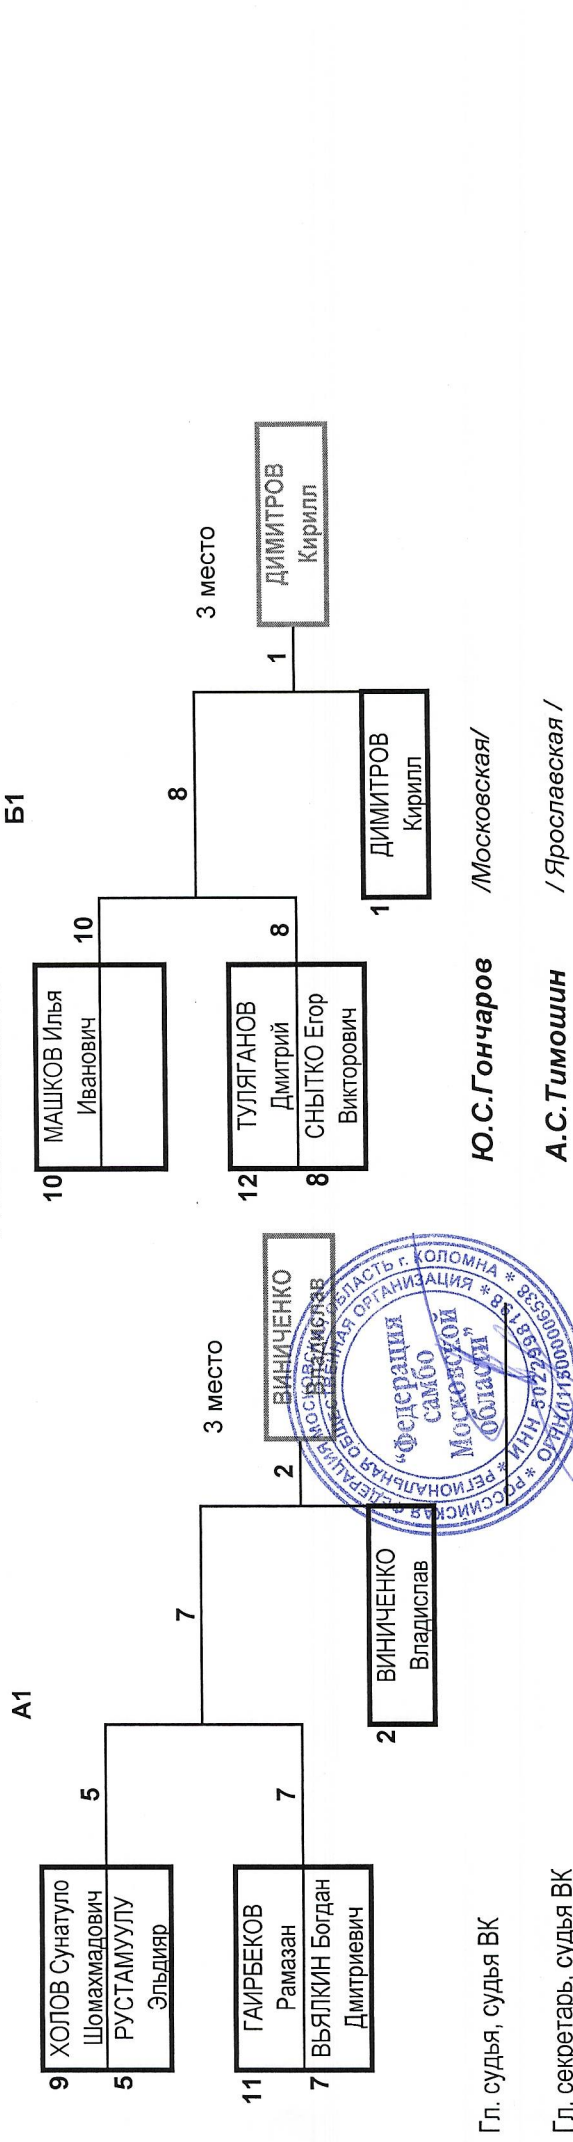 А1
9 ХОЛОВ Сунатуло
Шомахмадович
5 РУСТАМУУЛУ
Эльдияр
5
11 ГАИРБЕКОВ
Рамазан
7 ВЬЯЛКИН Богдан
Дмитриевич
7
7
2 ВИНИЧЕНКО
Владислав
2
3 место
ВИНИЧЕНКО
Владислав
Б1
10 МАШКОВ Илья
Иванович
10
12 ТУЛЯГАНОВ
Дмитрий
8 СНЫТКО Егор
Викторович
8
8
1 ДИМИТРОВ
Кирилл
1
3 место
ДИМИТРОВ
Кирилл
Гл. судья, судья ВК Ю.С.Гончаров /Московская/
Гл. секретарь, судья ВК А.С.Тимошин / Ярославская /
"Федерация
самбо
Московской
области"
* РЕГИОНАЛЬНАЯ ОБЩЕСТВЕННАЯ ОРГАНИЗАЦИЯ *